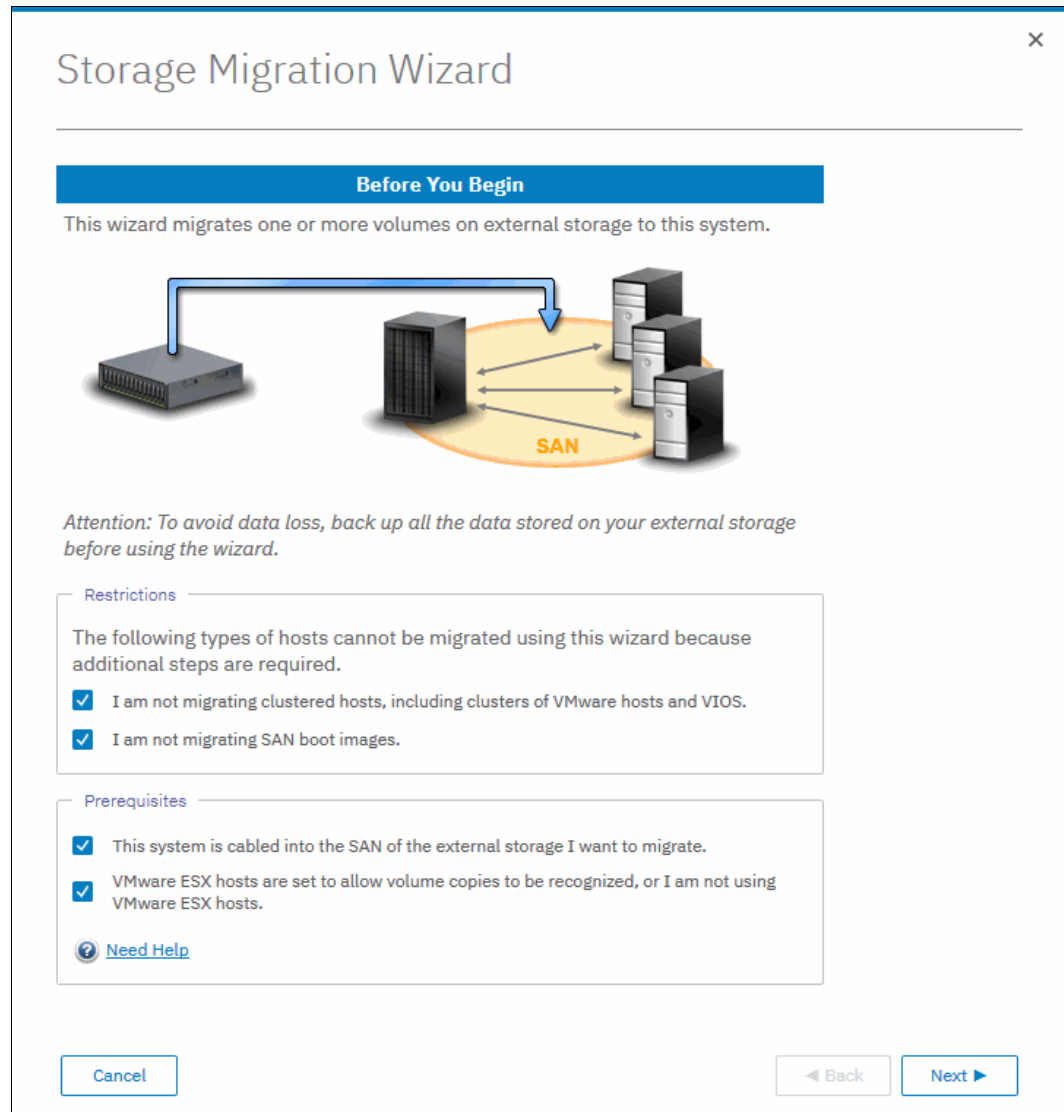 Storage Migration Wizard
Before You Begin
This wizard migrates one or more volumes on external storage to this system.
SAN
Attention: To avoid data loss, back up all the data stored on your external storage
before using the wizard.
Restrictions
The following types of hosts cannot be migrated using this wizard because
additional steps are required.
I am not migrating clustered hosts, including clusters of VMware hosts and VIOS.
I am not migrating SAN boot images.
Prerequisites
This system is cabled into the SAN of the external storage I want to migrate.
VMware ESX hosts are set to allow volume copies to be recognized, or I am not using
VMware ESX hosts.
Need Help
Cancel
Back
Next